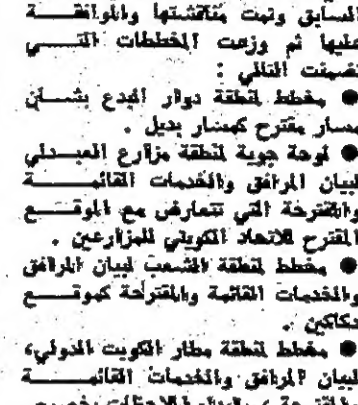 السابق وتمت مناقشتها والموافقة
عليها ثم وزعت المخططات التي
تضمنت التالي :
● مخطط لمنطقة دوار البدع بشأن
مسار مقترح كمسار بديل .
● لوحة جوية لمنطقة مزارع العبدلي
لبيان المرافق والخدمات القائمة
والمقترحة التي تتعارض مع الموقع
المقترح للاتحاد الكويتي للمزارعين .
● مخطط لمنطقة الشعب لبيان المرافق
والخدمات القائمة والمقترحة كموقع
دكاكين .
● مخطط لمنطقة مطار الكويت الدولي،
لبيان المرافق والخدمات القائمة